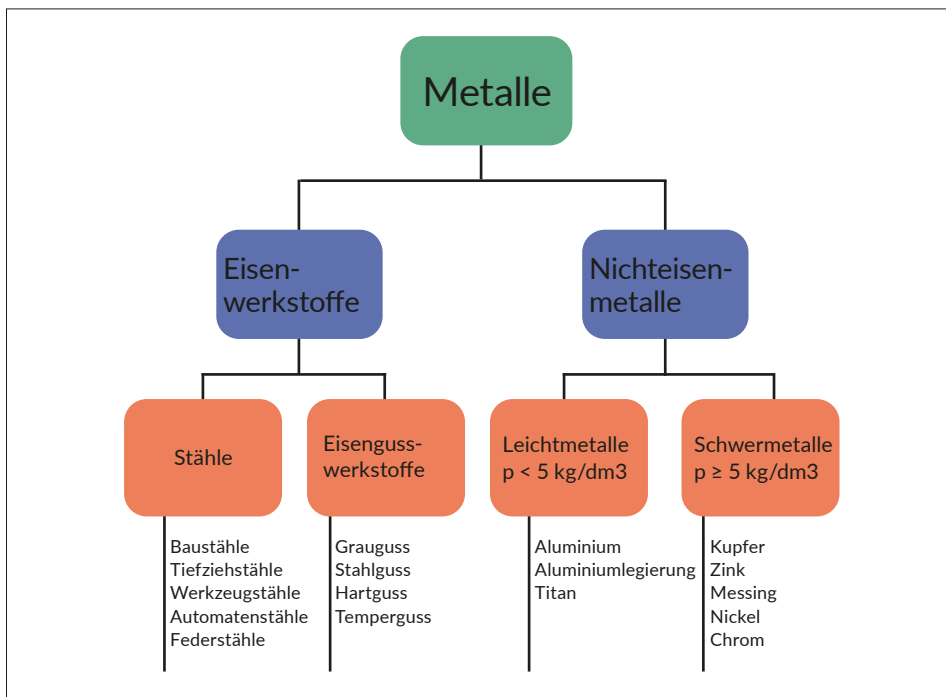 Metalle
Eisen-
werkstoffe
Nichteisen-
metalle
Stähle
Eisenguss-
werkstoffe
Leichtmetalle
p < 5 kg/dm3
Schwermetalle
p ≥ 5 kg/dm3
Baustähle
Tiefziehstähle
Werkzeugstähle
Automatenstähle
Federstähle
Grauguss
Stahlguss
Hartguss
Temperguss
Aluminium
Aluminiumlegierung
Titan
Kupfer
Zink
Messing
Nickel
Chrom